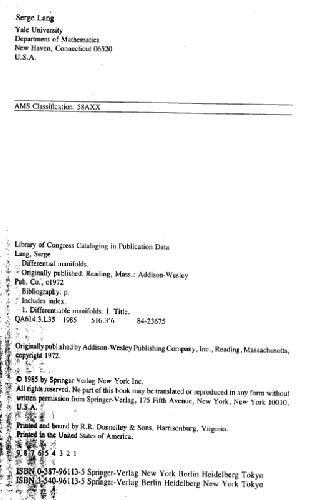 Serge Lang
Yale University
Department of Mathematics
New Haven, Connecticut 06520
U.S.A.
AMS Classification: 58AXX
Library of Congress Cataloging in Publication Data
Lang, Serge
Differential manifolds.
Originally published. Reading, Mass.: Addison-Wesley
Pub. Co., c1972
Bibliography: p.
Includes index.
1. Differentiable manifolds. I. Title.
QA614.3.L35 1985 516.3'6 84-23675
Originally published by Addison-Wesley Publishing Company, Inc., Reading, Massachusetts,
copyright 1972.
© 1985 by Springer-Verlag New York Inc.
All rights reserved. No part of this book may be translated or reproduced in any form without
written permission from Springer-Verlag, 175 Fifth Avenue, New York, New York 10010,
U.S.A.
Printed and bound by R.R. Donnelley & Sons, Harrisonburg, Virginia.
Printed in the United States of America.
9 8 7 6 5 4 3 2 1
ISBN 0-387-96113-5 Springer-Verlag New York Berlin Heidelberg Tokyo
ISBN 3-540-96113-5 Springer-Verlag Berlin Heidelberg New York Tokyo